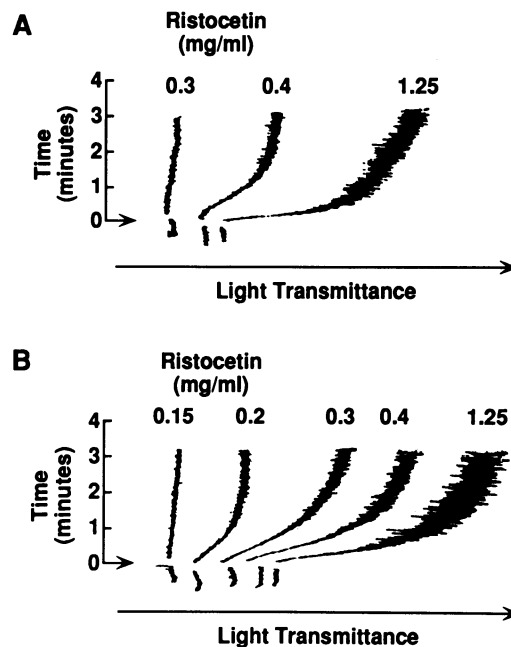 A
Ristocetin
(mg/ml)
0.3 0.4 1.25
4
3
2
1
0
Time
(minutes)
Light Transmittance
B
Ristocetin
(mg/ml)
0.15 0.2 0.3 0.4 1.25
4
3
2
1
0
Time
(minutes)
Light Transmittance